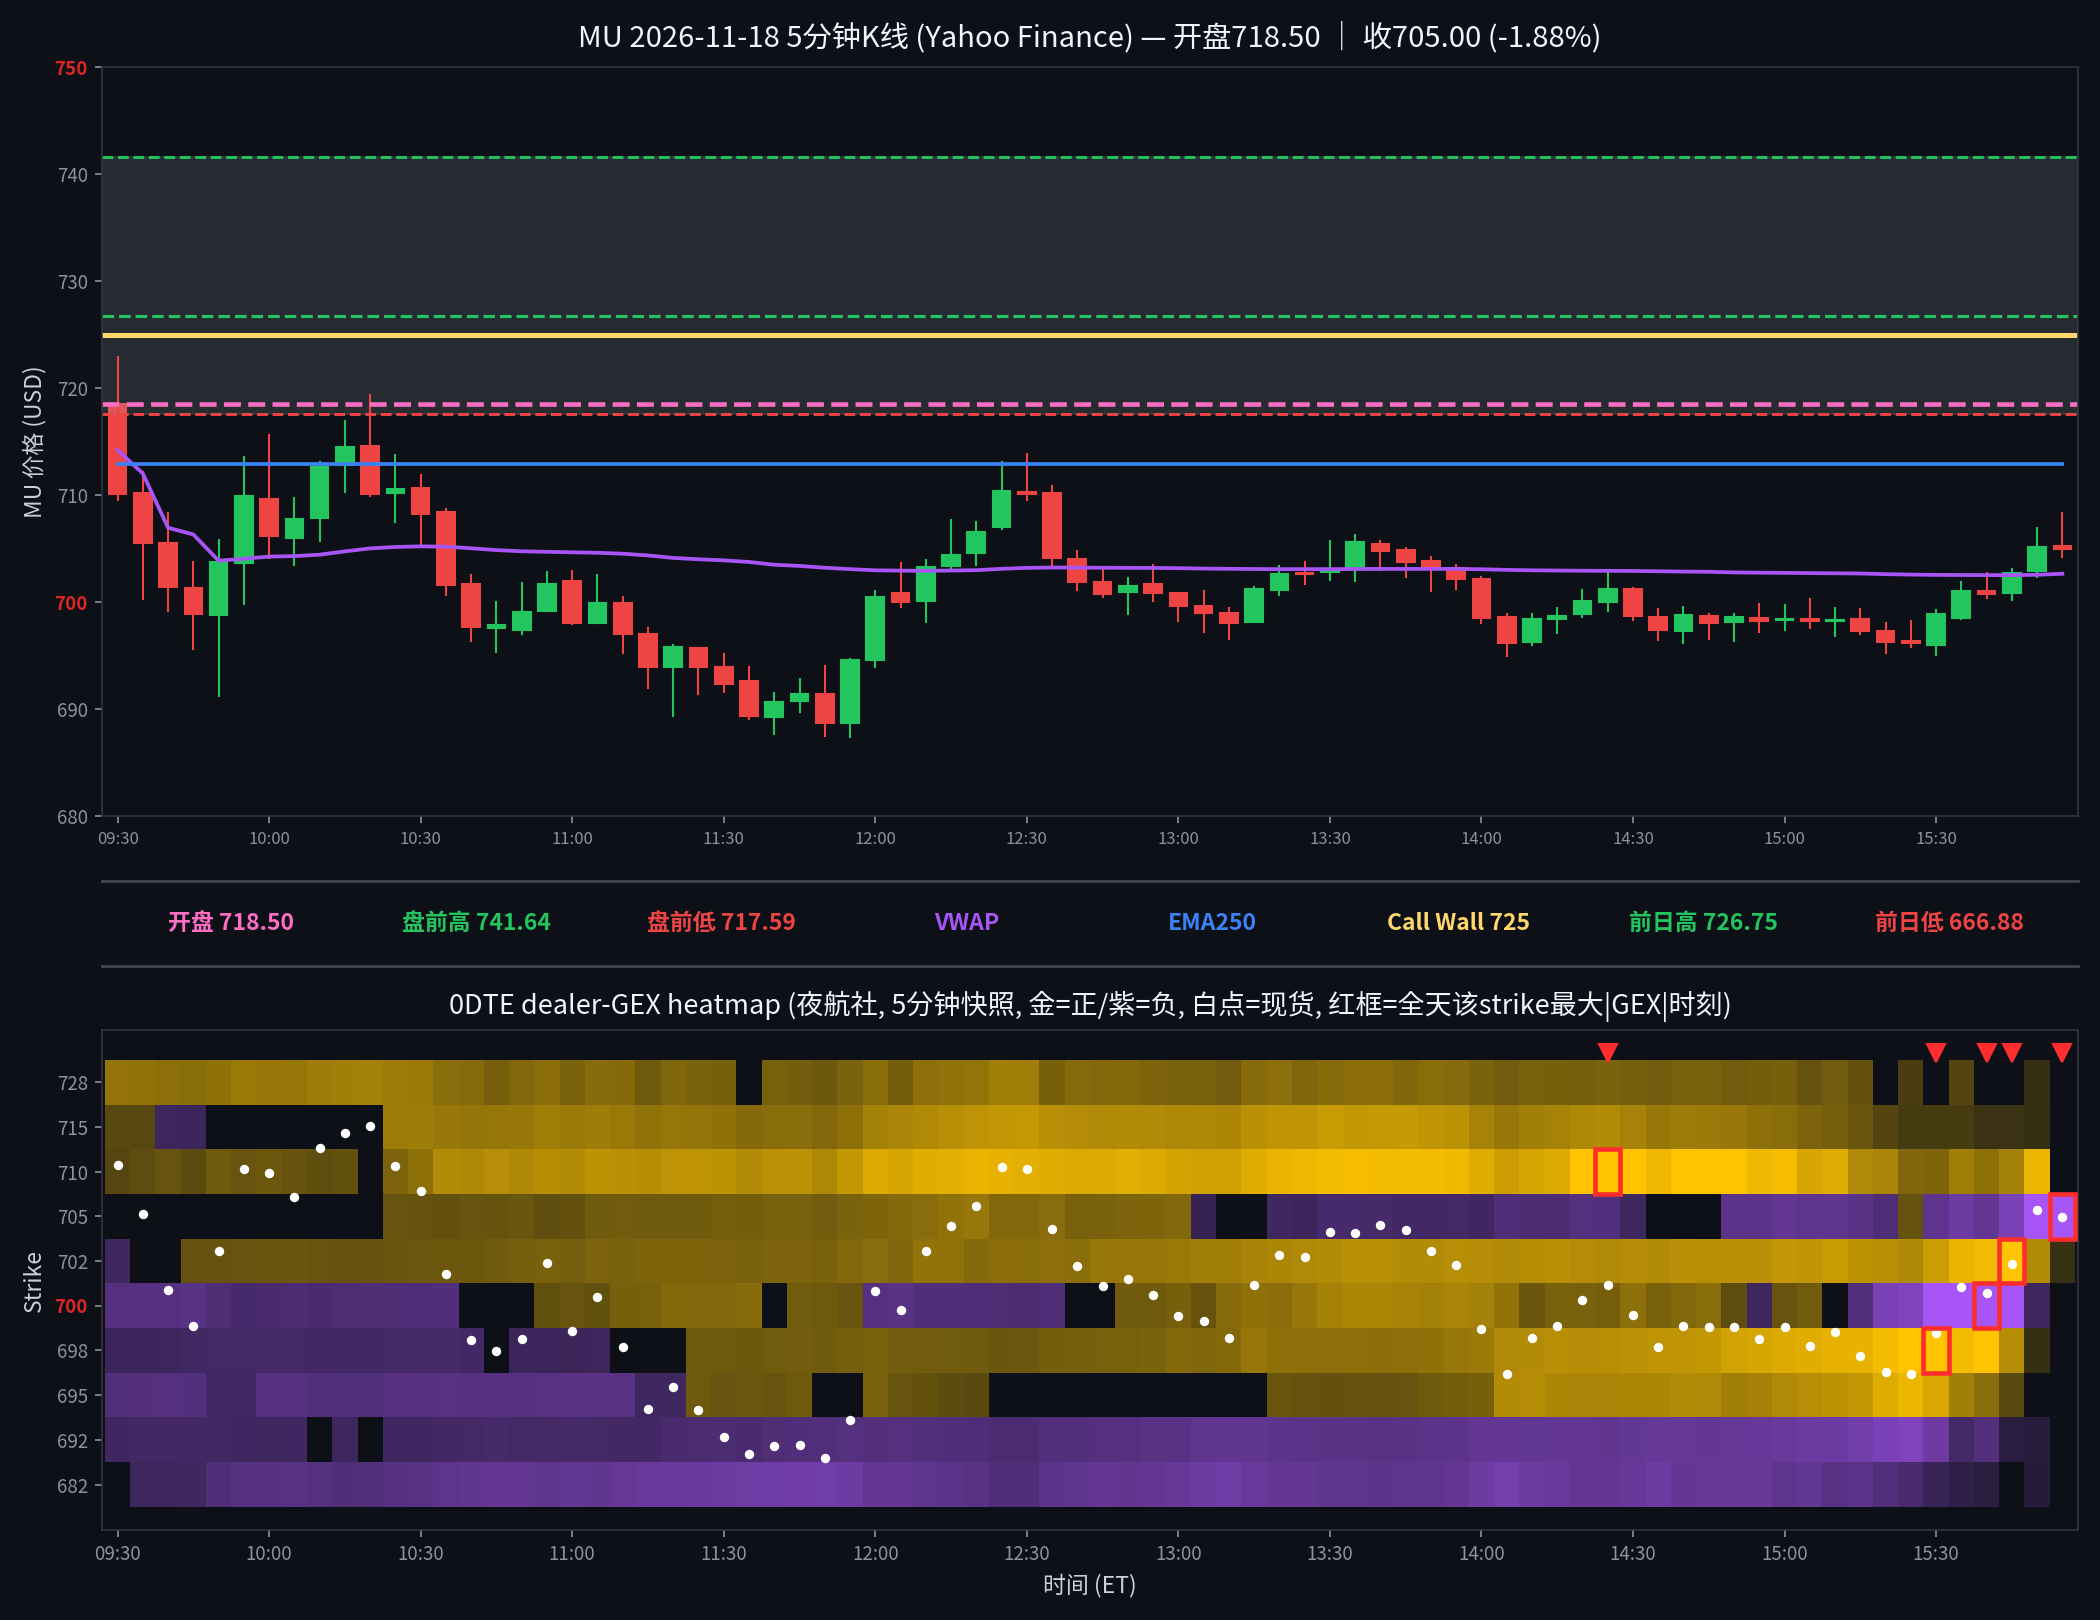 MU 2026-11-18 5分钟K线 (Yahoo Finance) — 开盘718.50 ｜ 收705.00 (-1.88%)
750
740
730
720
710
700
690
680
MU 价格 (USD)
09:30 10:00 10:30 11:00 11:30 12:00 12:30 13:00 13:30 14:00 14:30 15:00 15:30
开盘 718.50 盘前高 741.64 盘前低 717.59 VWAP EMA250 Call Wall 725 前日高 726.75 前日低 666.88
0DTE dealer-GEX heatmap (夜航社, 5分钟快照, 金=正/紫=负, 白点=现货, 红框=全天该strike最大|GEX|时刻)
728
715
710
705
702
700
698
695
692
682
Strike
09:30 10:00 10:30 11:00 11:30 12:00 12:30 13:00 13:30 14:00 14:30 15:00 15:30
时间 (ET)